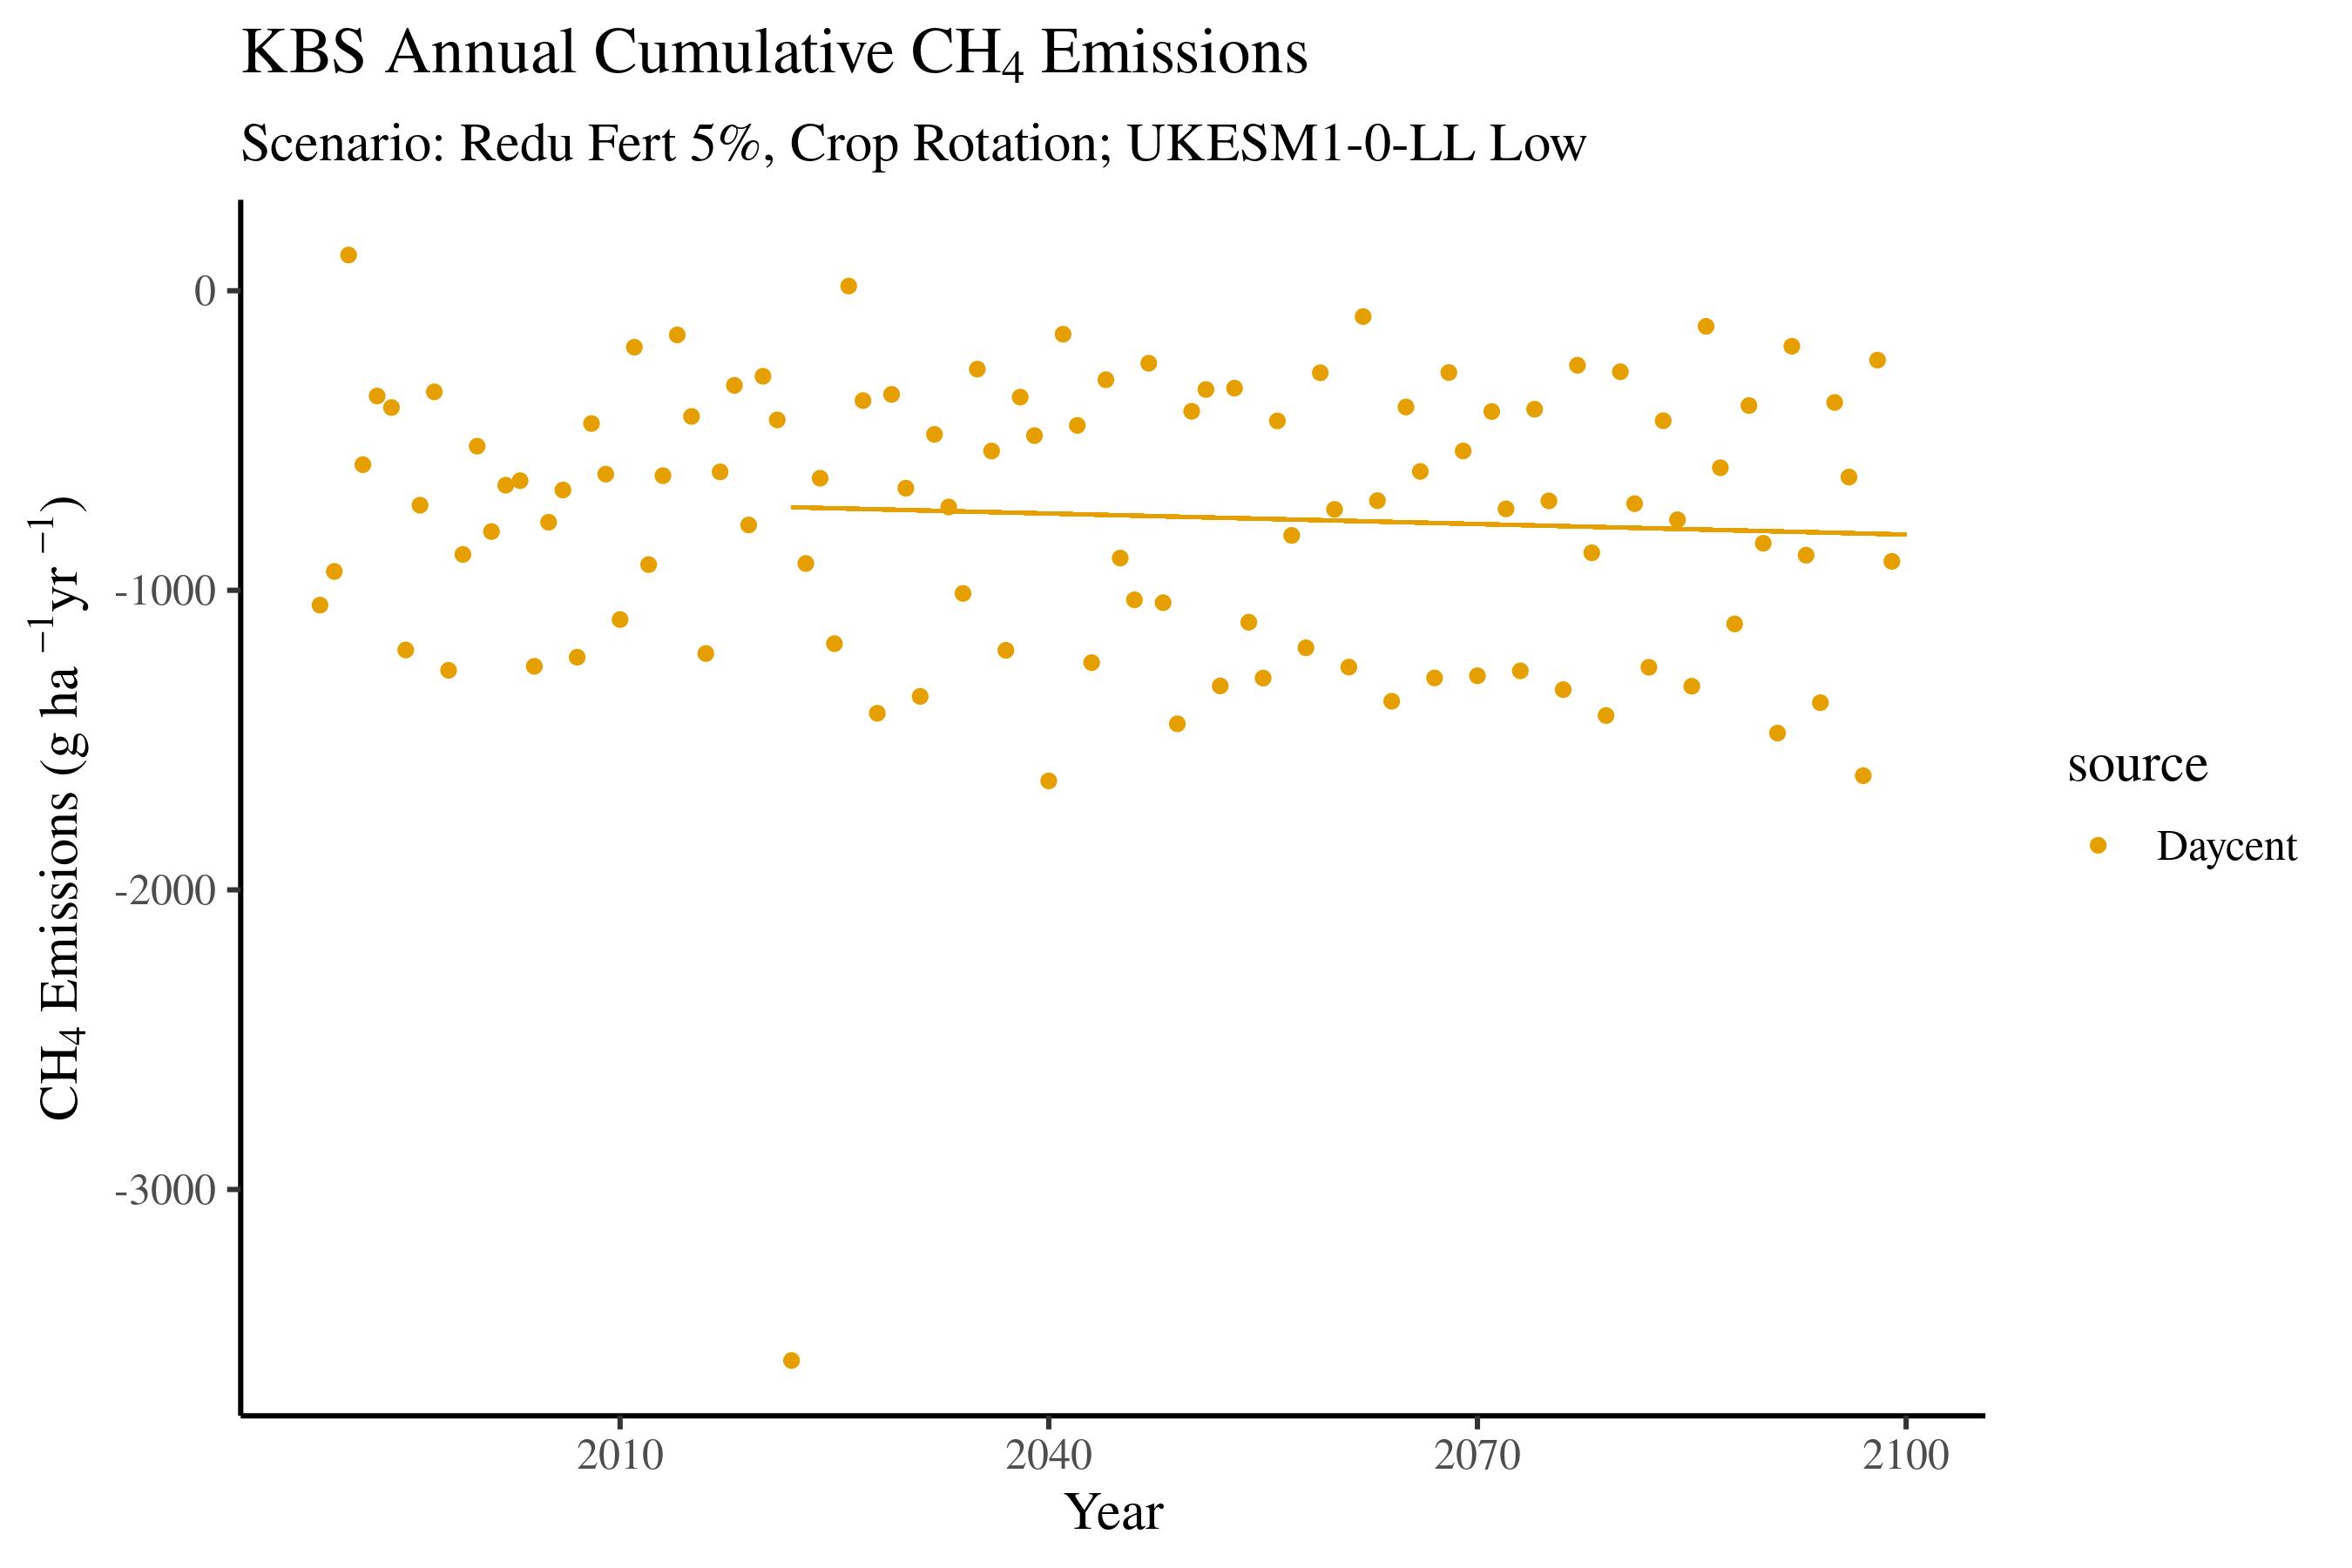 KBS Annual Cumulative CH₄ Emissions
Scenario: Redu Fert 5%, Crop Rotation; UKESM1-0-LL Low
CH₄ Emissions (g ha ⁻¹yr ⁻¹)
0
-1000
-2000
-3000
2010 2040 2070 2100
Year
source
Daycent